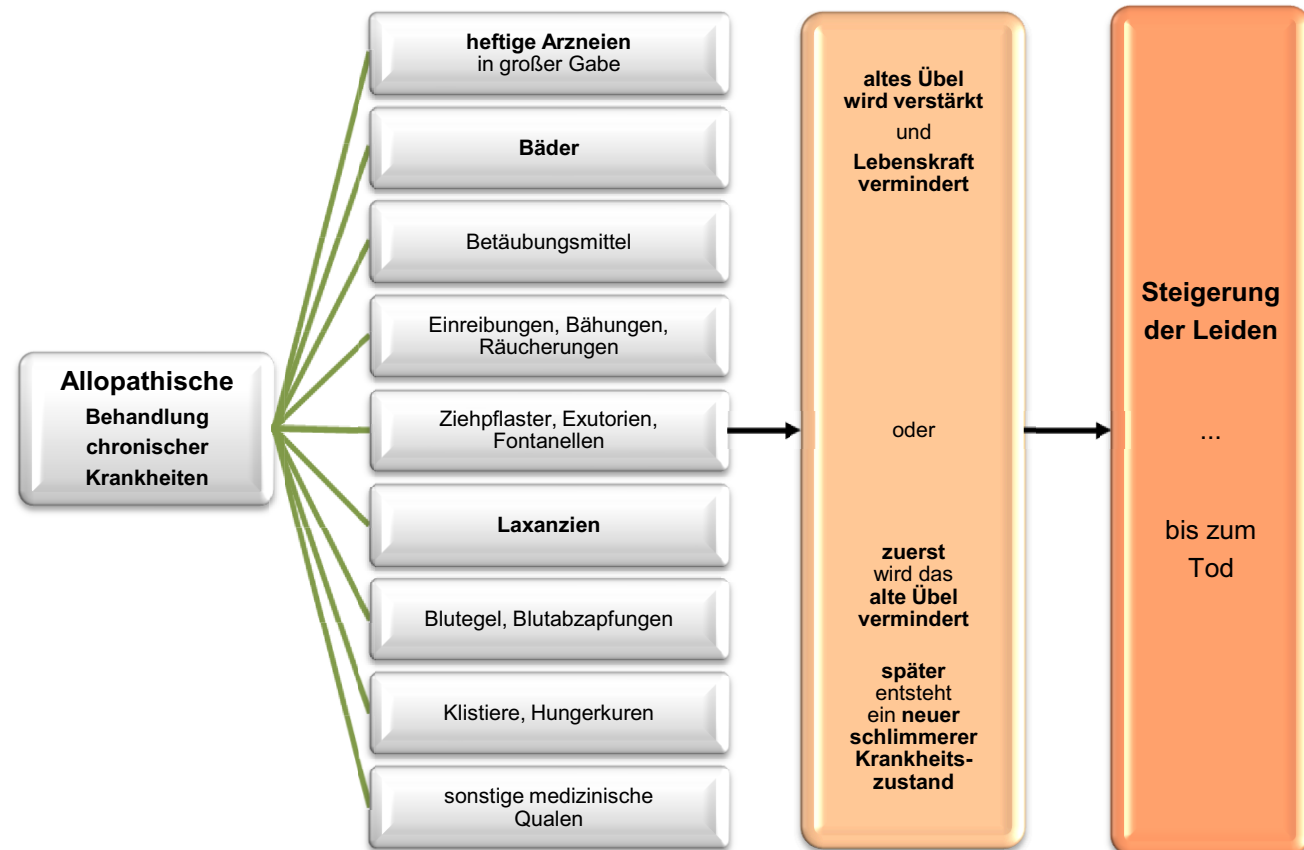 Allopathische
Behandlung
chronischer
Krankheiten
heftige Arzneien
in großer Gabe
Bäder
Betäubungsmittel
Einreibungen, Bähungen,
Räucherungen
Ziehpflaster, Exutorien,
Fontanellen
Laxanzien
Blutegel, Blutabzapfungen
Klistiere, Hungerkuren
sonstige medizinische
Qualen
altes Übel
wird verstärkt
und
Lebenskraft
vermindert
oder
zuerst
wird das
alte Übel
vermindert
später
entsteht
ein neuer
schlimmerer
Krankheits-
zustand
Steigerung
der Leiden
...
bis zum
Tod